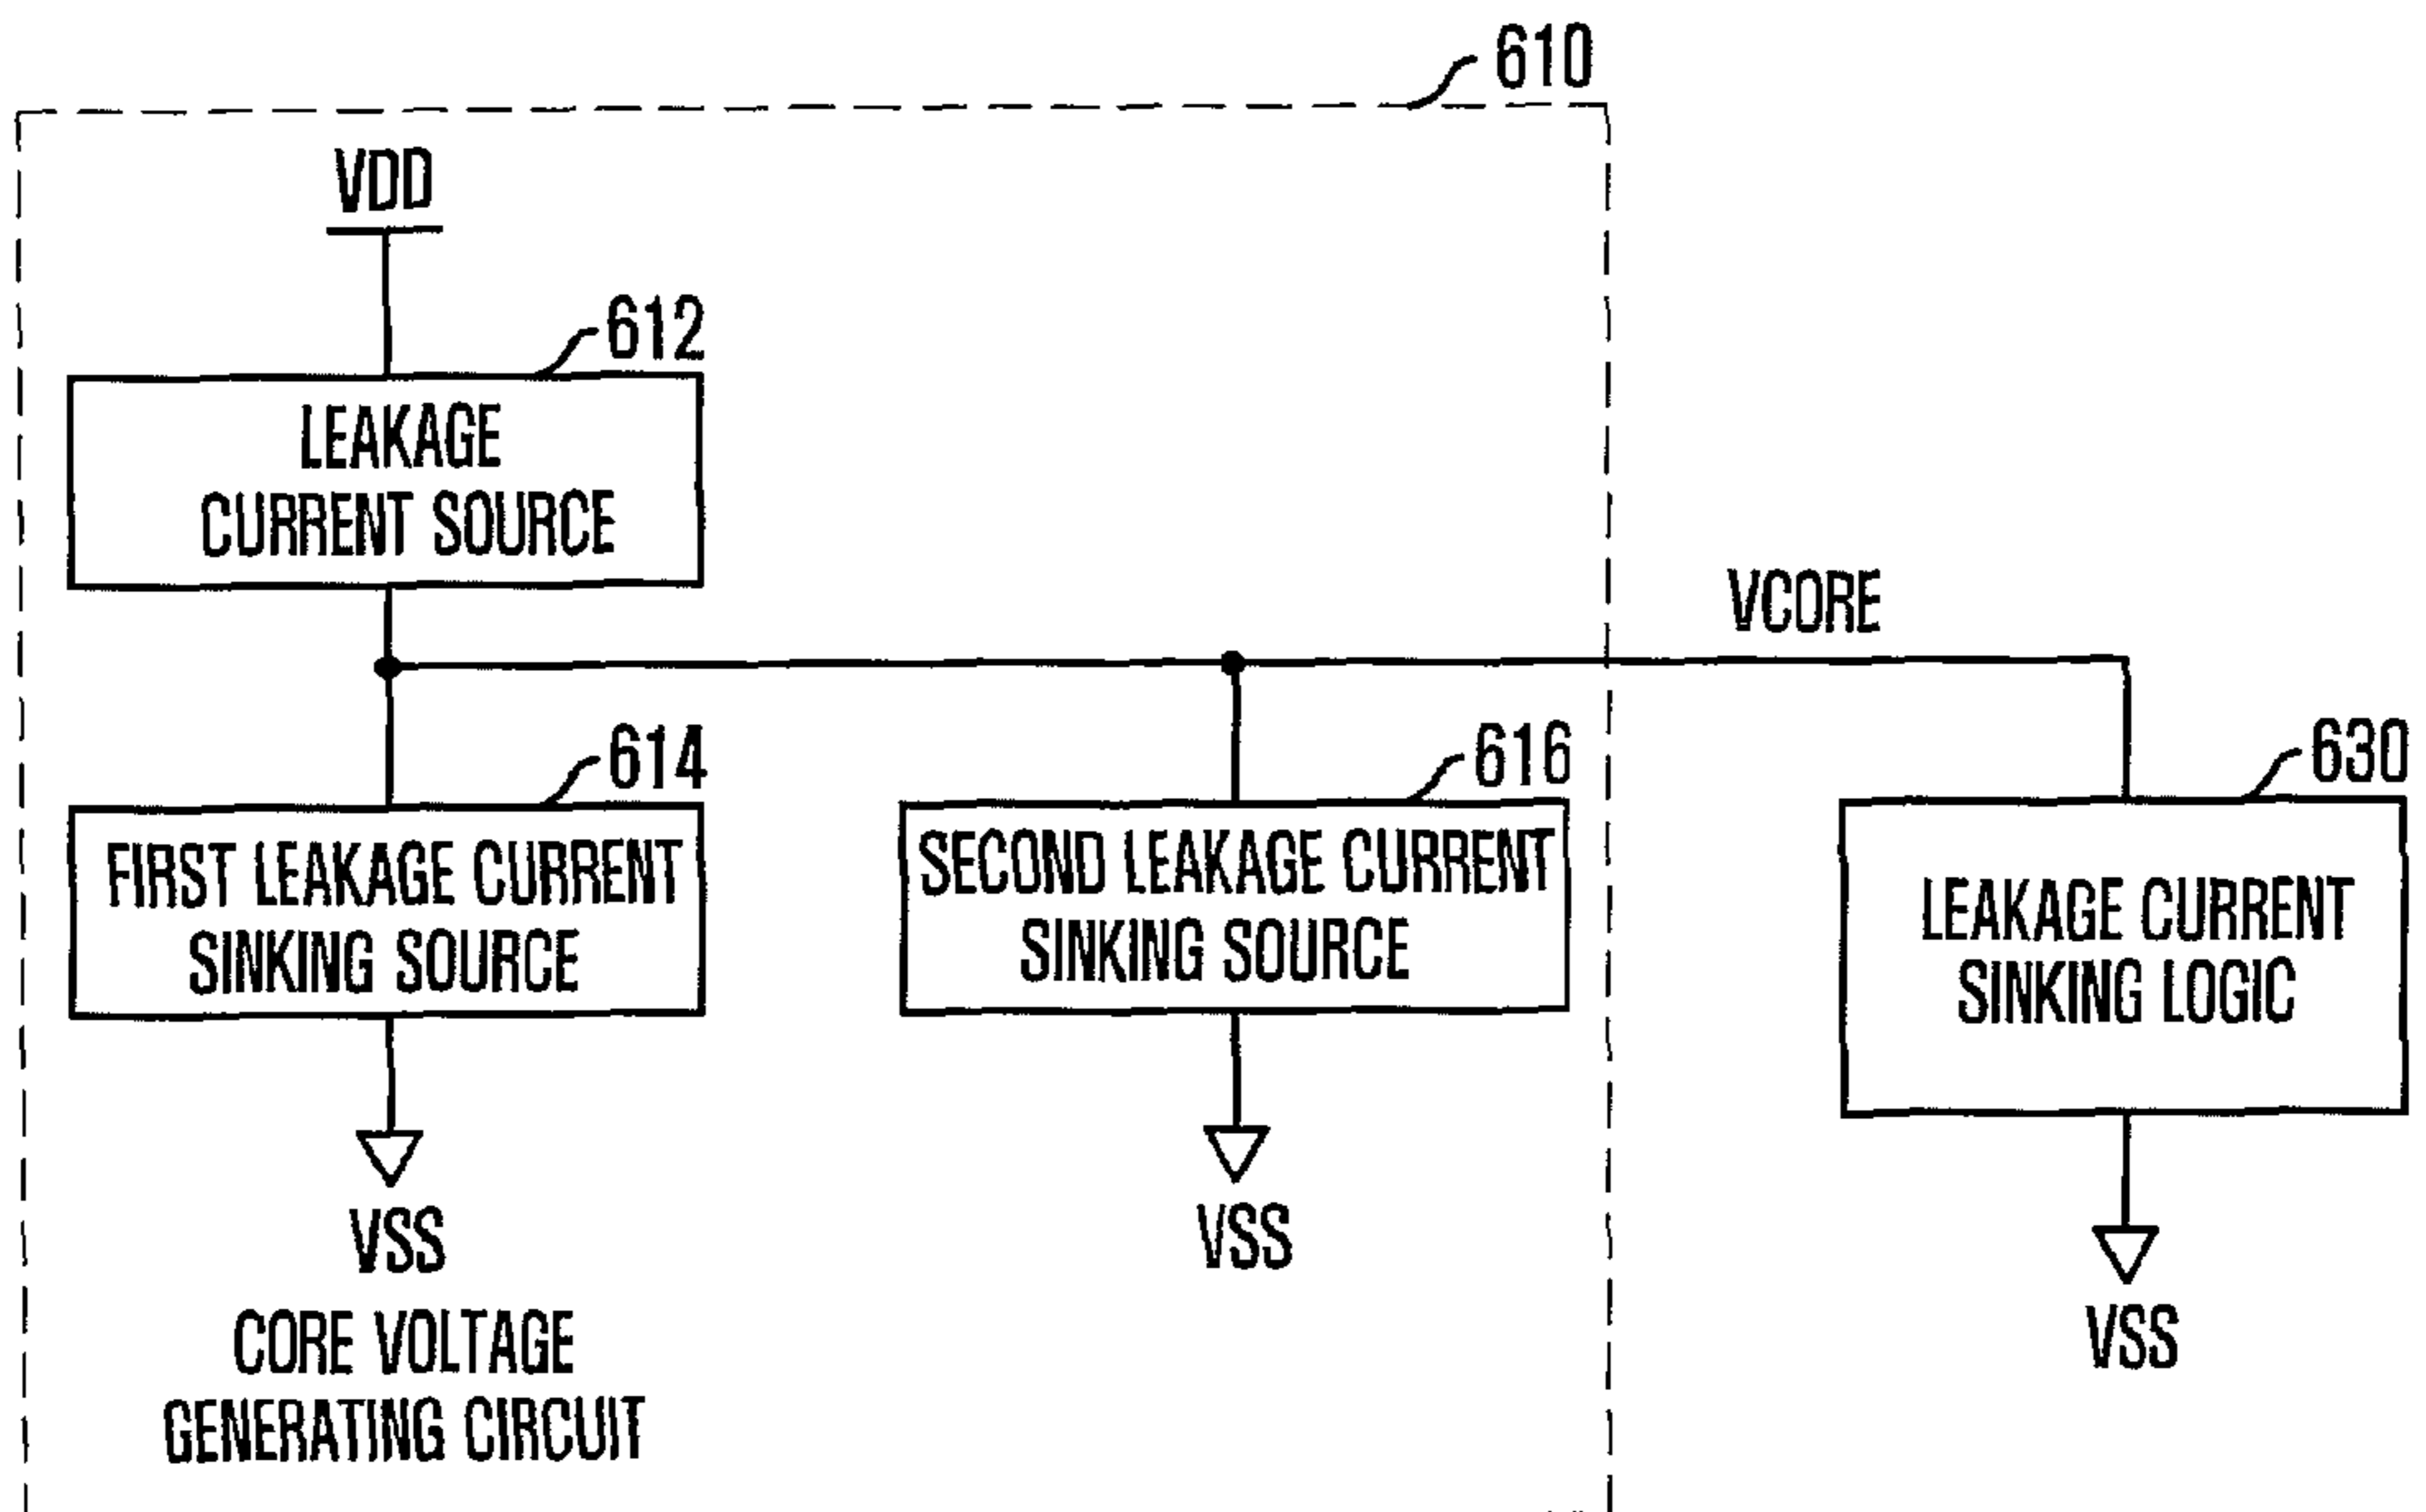 610
VDD
612
LEAKAGE
CURRENT SOURCE
VCORE
614
616
630
FIRST LEAKAGE CURRENT
SINKING SOURCE
SECOND LEAKAGE CURRENT
SINKING SOURCE
LEAKAGE CURRENT
SINKING LOGIC
VSS
VSS
VSS
CORE VOLTAGE
GENERATING CIRCUIT